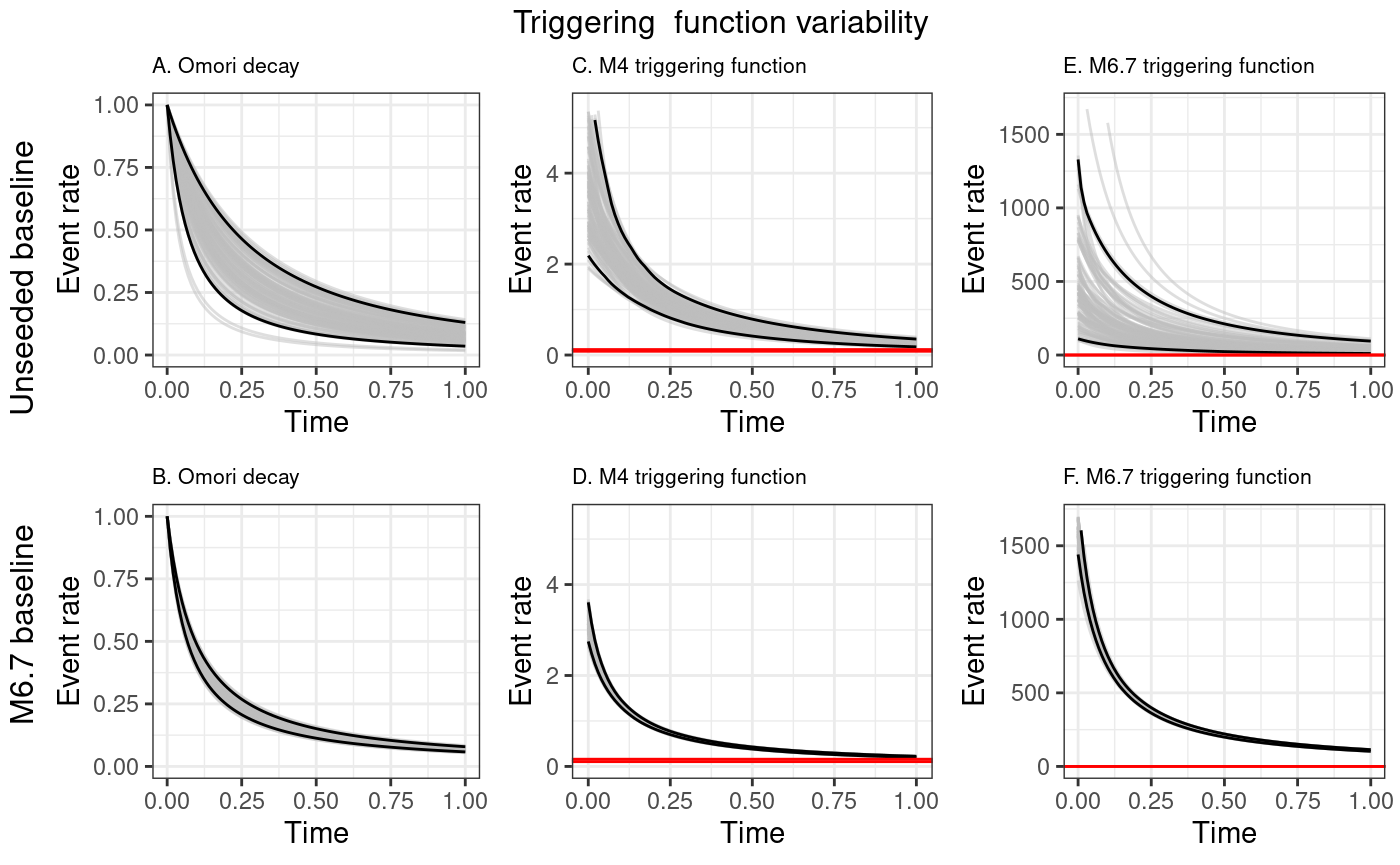 Triggering  function variability
Unseeded baseline
A. Omori decay
Event rate
1.00
0.75
0.50
0.25
0.00
0.00 0.25 0.50 0.75 1.00
Time
C. M4 triggering function
Event rate
4
2
0
0.00 0.25 0.50 0.75 1.00
Time
E. M6.7 triggering function
Event rate
1500
1000
500
0
0.00 0.25 0.50 0.75 1.00
Time
M6.7 baseline
B. Omori decay
Event rate
1.00
0.75
0.50
0.25
0.00
0.00 0.25 0.50 0.75 1.00
Time
D. M4 triggering function
Event rate
4
2
0
0.00 0.25 0.50 0.75 1.00
Time
F. M6.7 triggering function
Event rate
1500
1000
500
0
0.00 0.25 0.50 0.75 1.00
Time